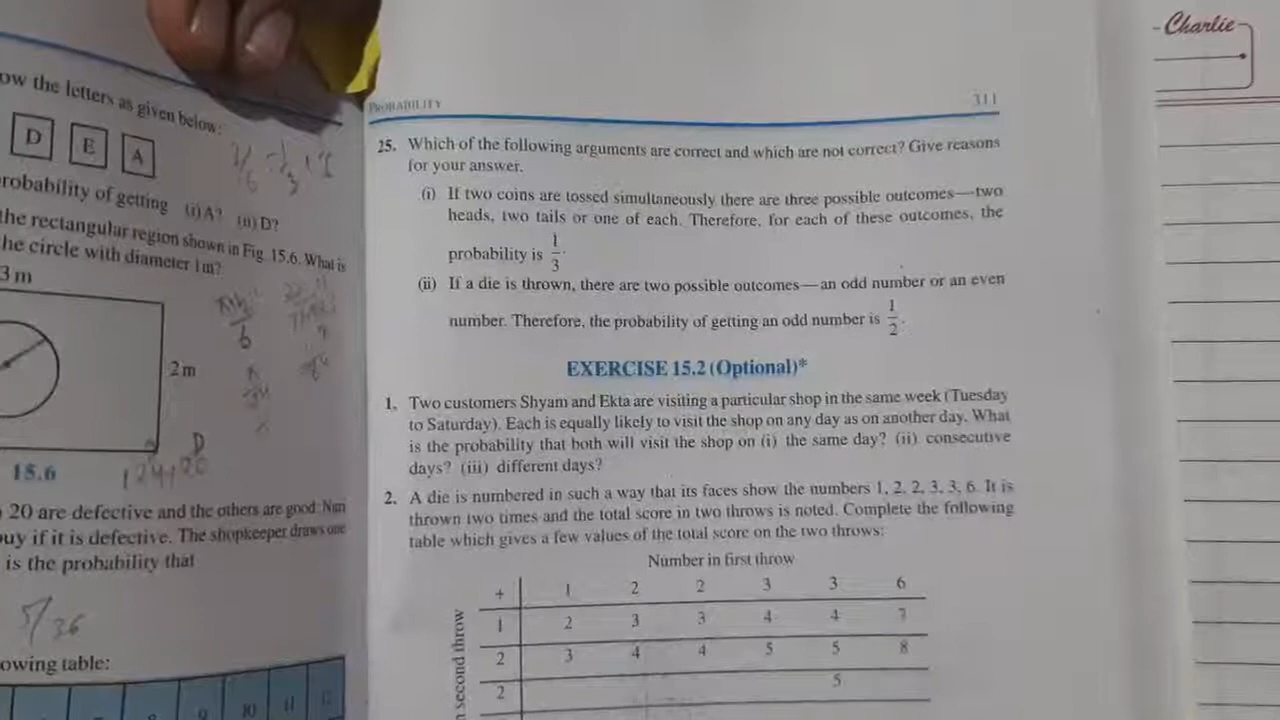 ow the letters as given below:
D E A
robability of getting (i) A? (ii) D?
the rectangular region shown in Fig. 15.6. What is
he circle with diameter 1m?
3 m
2 m
15.6
20 are defective and the others are good. Nuri
buy if it is defective. The shopkeeper draws one
is the probability that
5/36
owing table:
9 10 11 12
PROBABILITY 311
25. Which of the following arguments are correct and which are not correct? Give reasons
for your answer.
(i) If two coins are tossed simultaneously there are three possible outcomes—two
heads, two tails or one of each. Therefore, for each of these outcomes, the
probability is 1/3.
(ii) If a die is thrown, there are two possible outcomes—an odd number or an even
number. Therefore, the probability of getting an odd number is 1/2.
EXERCISE 15.2 (Optional)*
1. Two customers Shyam and Ekta are visiting a particular shop in the same week (Tuesday
to Saturday). Each is equally likely to visit the shop on any day as on another day. What
is the probability that both will visit the shop on (i) the same day? (ii) consecutive
days? (iii) different days?
2. A die is numbered in such a way that its faces show the numbers 1, 2, 2, 3, 3, 6. It is
thrown two times and the total score in two throws is noted. Complete the following
table which gives a few values of the total score on the two throws:
Number in first throw
+ 1 2 2 3 3 6
1 2 3 3 4 4 7
2 3 4 4 5 5 8
2 5
second throw
Charlie